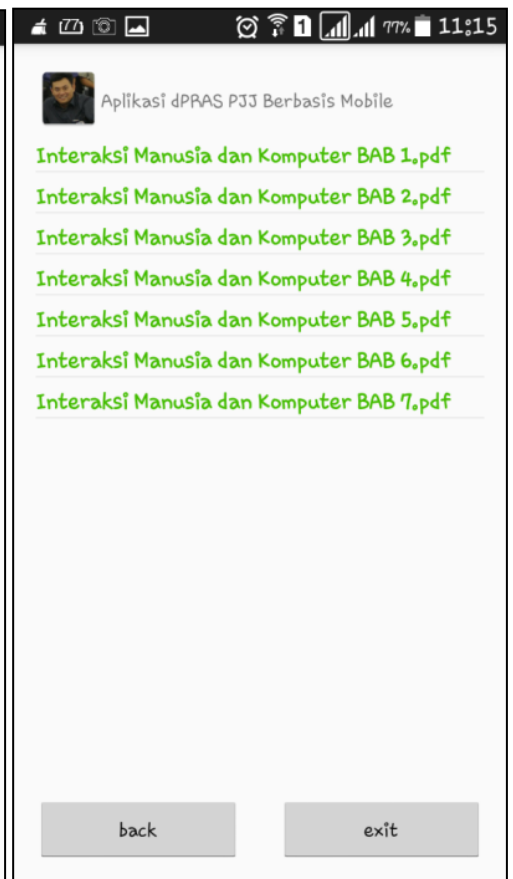 1 77% 11:15
Aplikasi dPRAS PJJ Berbasis Mobile
Interaksi Manusia dan Komputer BAB 1.pdf
Interaksi Manusia dan Komputer BAB 2.pdf
Interaksi Manusia dan Komputer BAB 3.pdf
Interaksi Manusia dan Komputer BAB 4.pdf
Interaksi Manusia dan Komputer BAB 5.pdf
Interaksi Manusia dan Komputer BAB 6.pdf
Interaksi Manusia dan Komputer BAB 7.pdf
back exit